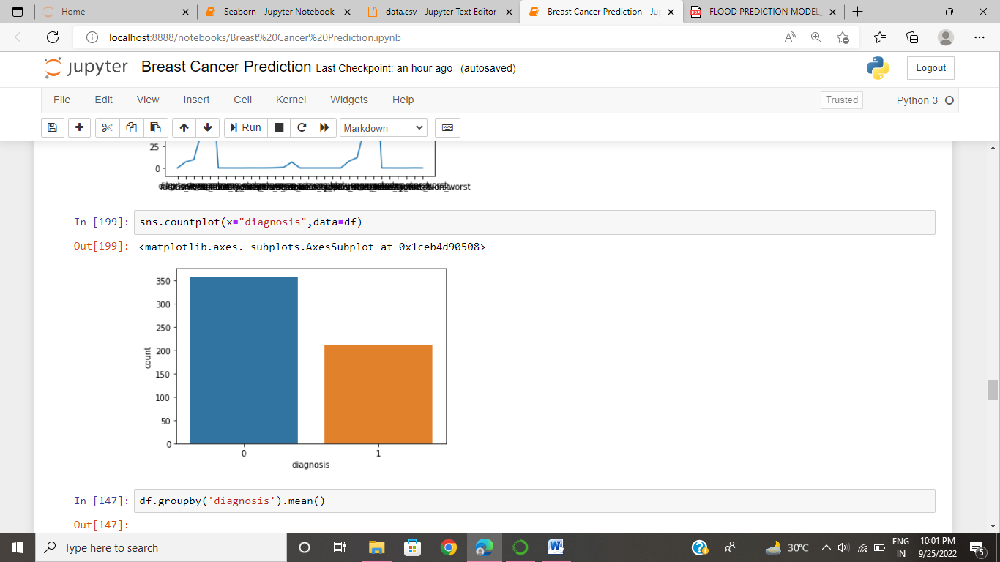 Home
Seaborn - Jupyter Notebook
data.csv - Jupyter Text Editor
Breast Cancer Prediction - Ju
FLOOD PREDICTION MODEL_
localhost:8888/notebooks/Breast%20Cancer%20Prediction.ipynb
jupyter Breast Cancer Prediction Last Checkpoint: an hour ago (autosaved)
Logout
File Edit View Insert Cell Kernel Widgets Help
Trusted
Python 3
Run
Markdown
25
0
In [199]: sns.countplot(x="diagnosis",data=df)
Out[199]: <matplotlib.axes._subplots.AxesSubplot at 0x1ceb4d90508>
350
300
250
200
150
100
50
0
count
0 1
diagnosis
In [147]: df.groupby('diagnosis').mean()
Out[147]:
Type here to search
30°C
ENG
IN
10:01 PM
9/25/2022
5